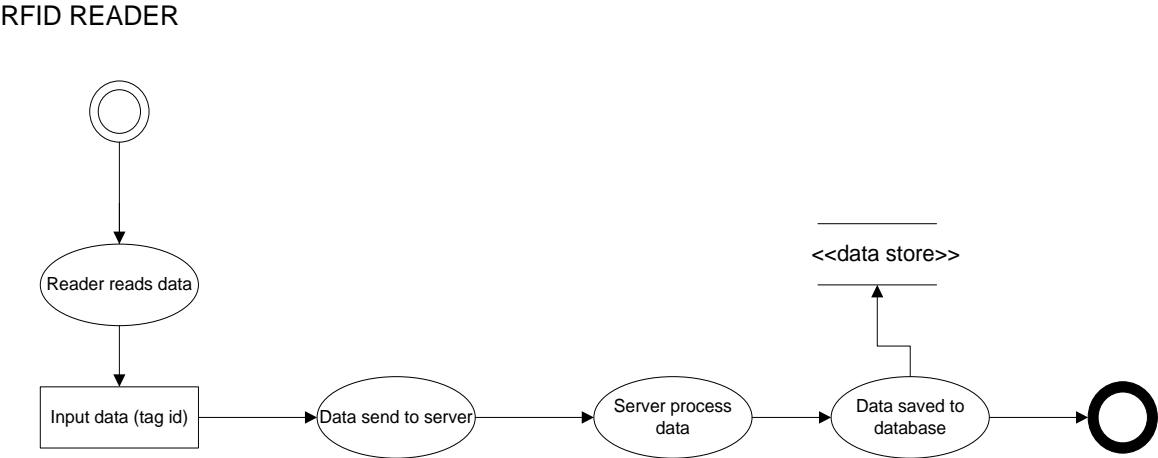 RFID READER
Reader reads data
<<data store>>
Input data (tag id)
Data send to server
Server process
data
Data saved to
database